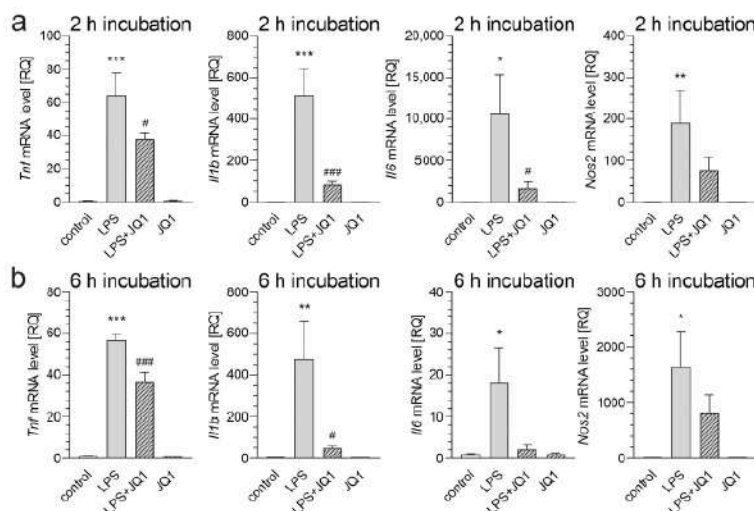 a
2 h incubation
2 h incubation
2 h incubation
2 h incubation
Tnf mRNA level [RQ]
100
80
60
40
20
0
***
#
control
LPS
LPS+JQ1
JQ1
Il1b mRNA level [RQ]
800
600
400
200
0
***
###
control
LPS
LPS+JQ1
JQ1
Il6 mRNA level [RQ]
20,000
15,000
10,000
5000
0
*
#
control
LPS
LPS+JQ1
JQ1
Nos2 mRNA level [RQ]
400
300
200
100
0
**
control
LPS
LPS+JQ1
JQ1
b
6 h incubation
6 h incubation
6 h incubation
6 h incubation
Tnf mRNA level [RQ]
80
60
40
20
0
***
###
control
LPS
LPS+JQ1
JQ1
Il1b mRNA level [RQ]
800
600
400
200
0
**
#
control
LPS
LPS+JQ1
JQ1
Il6 mRNA level [RQ]
40
30
20
10
0
*
control
LPS
LPS+JQ1
JQ1
Nos2 mRNA level [RQ]
3000
2000
1000
0
*
control
LPS
LPS+JQ1
JQ1